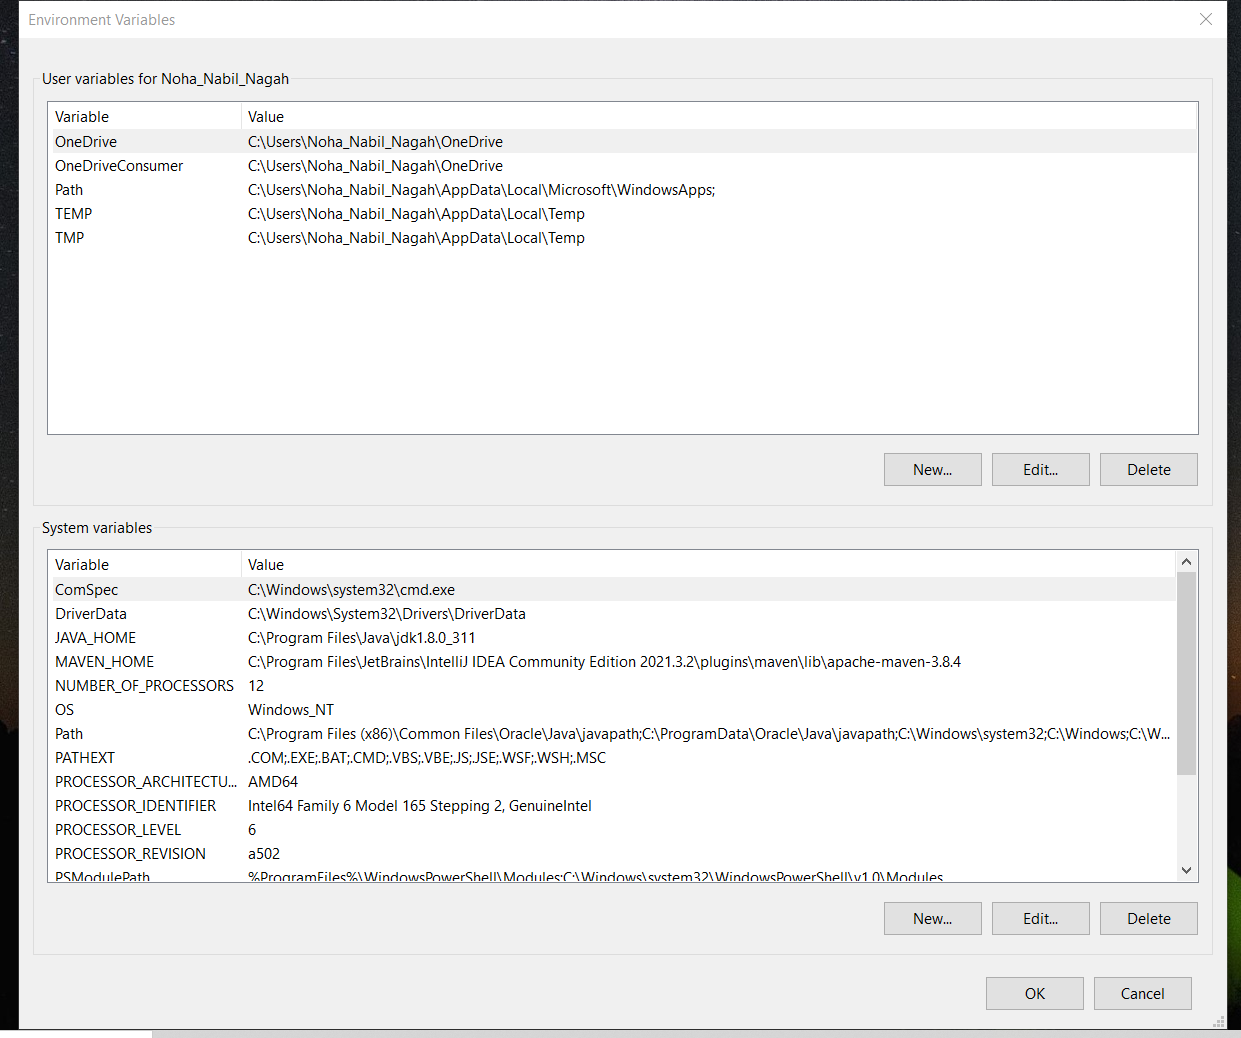 Environment Variables
User variables for Noha_Nabil_Nagah
Variable Value
OneDrive C:\Users\Noha_Nabil_Nagah\OneDrive
OneDriveConsumer C:\Users\Noha_Nabil_Nagah\OneDrive
Path C:\Users\Noha_Nabil_Nagah\AppData\Local\Microsoft\WindowsApps;
TEMP C:\Users\Noha_Nabil_Nagah\AppData\Local\Temp
TMP C:\Users\Noha_Nabil_Nagah\AppData\Local\Temp
New... Edit... Delete
System variables
Variable Value
ComSpec C:\Windows\system32\cmd.exe
DriverData C:\Windows\System32\Drivers\DriverData
JAVA_HOME C:\Program Files\Java\jdk1.8.0_311
MAVEN_HOME C:\Program Files\JetBrains\IntelliJ IDEA Community Edition 2021.3.2\plugins\maven\lib\apache-maven-3.8.4
NUMBER_OF_PROCESSORS 12
OS Windows_NT
Path C:\Program Files (x86)\Common Files\Oracle\Java\javapath;C:\ProgramData\Oracle\Java\javapath;C:\Windows\system32;C:\Windows;C:\W...
PATHEXT .COM;.EXE;.BAT;.CMD;.VBS;.VBE;.JS;.JSE;.WSF;.WSH;.MSC
PROCESSOR_ARCHITECTU... AMD64
PROCESSOR_IDENTIFIER Intel64 Family 6 Model 165 Stepping 2, GenuineIntel
PROCESSOR_LEVEL 6
PROCESSOR_REVISION a502
PSModulePath %ProgramFiles%\WindowsPowerShell\Modules;C:\Windows\system32\WindowsPowerShell\v1.0\Modules
New... Edit... Delete
OK Cancel